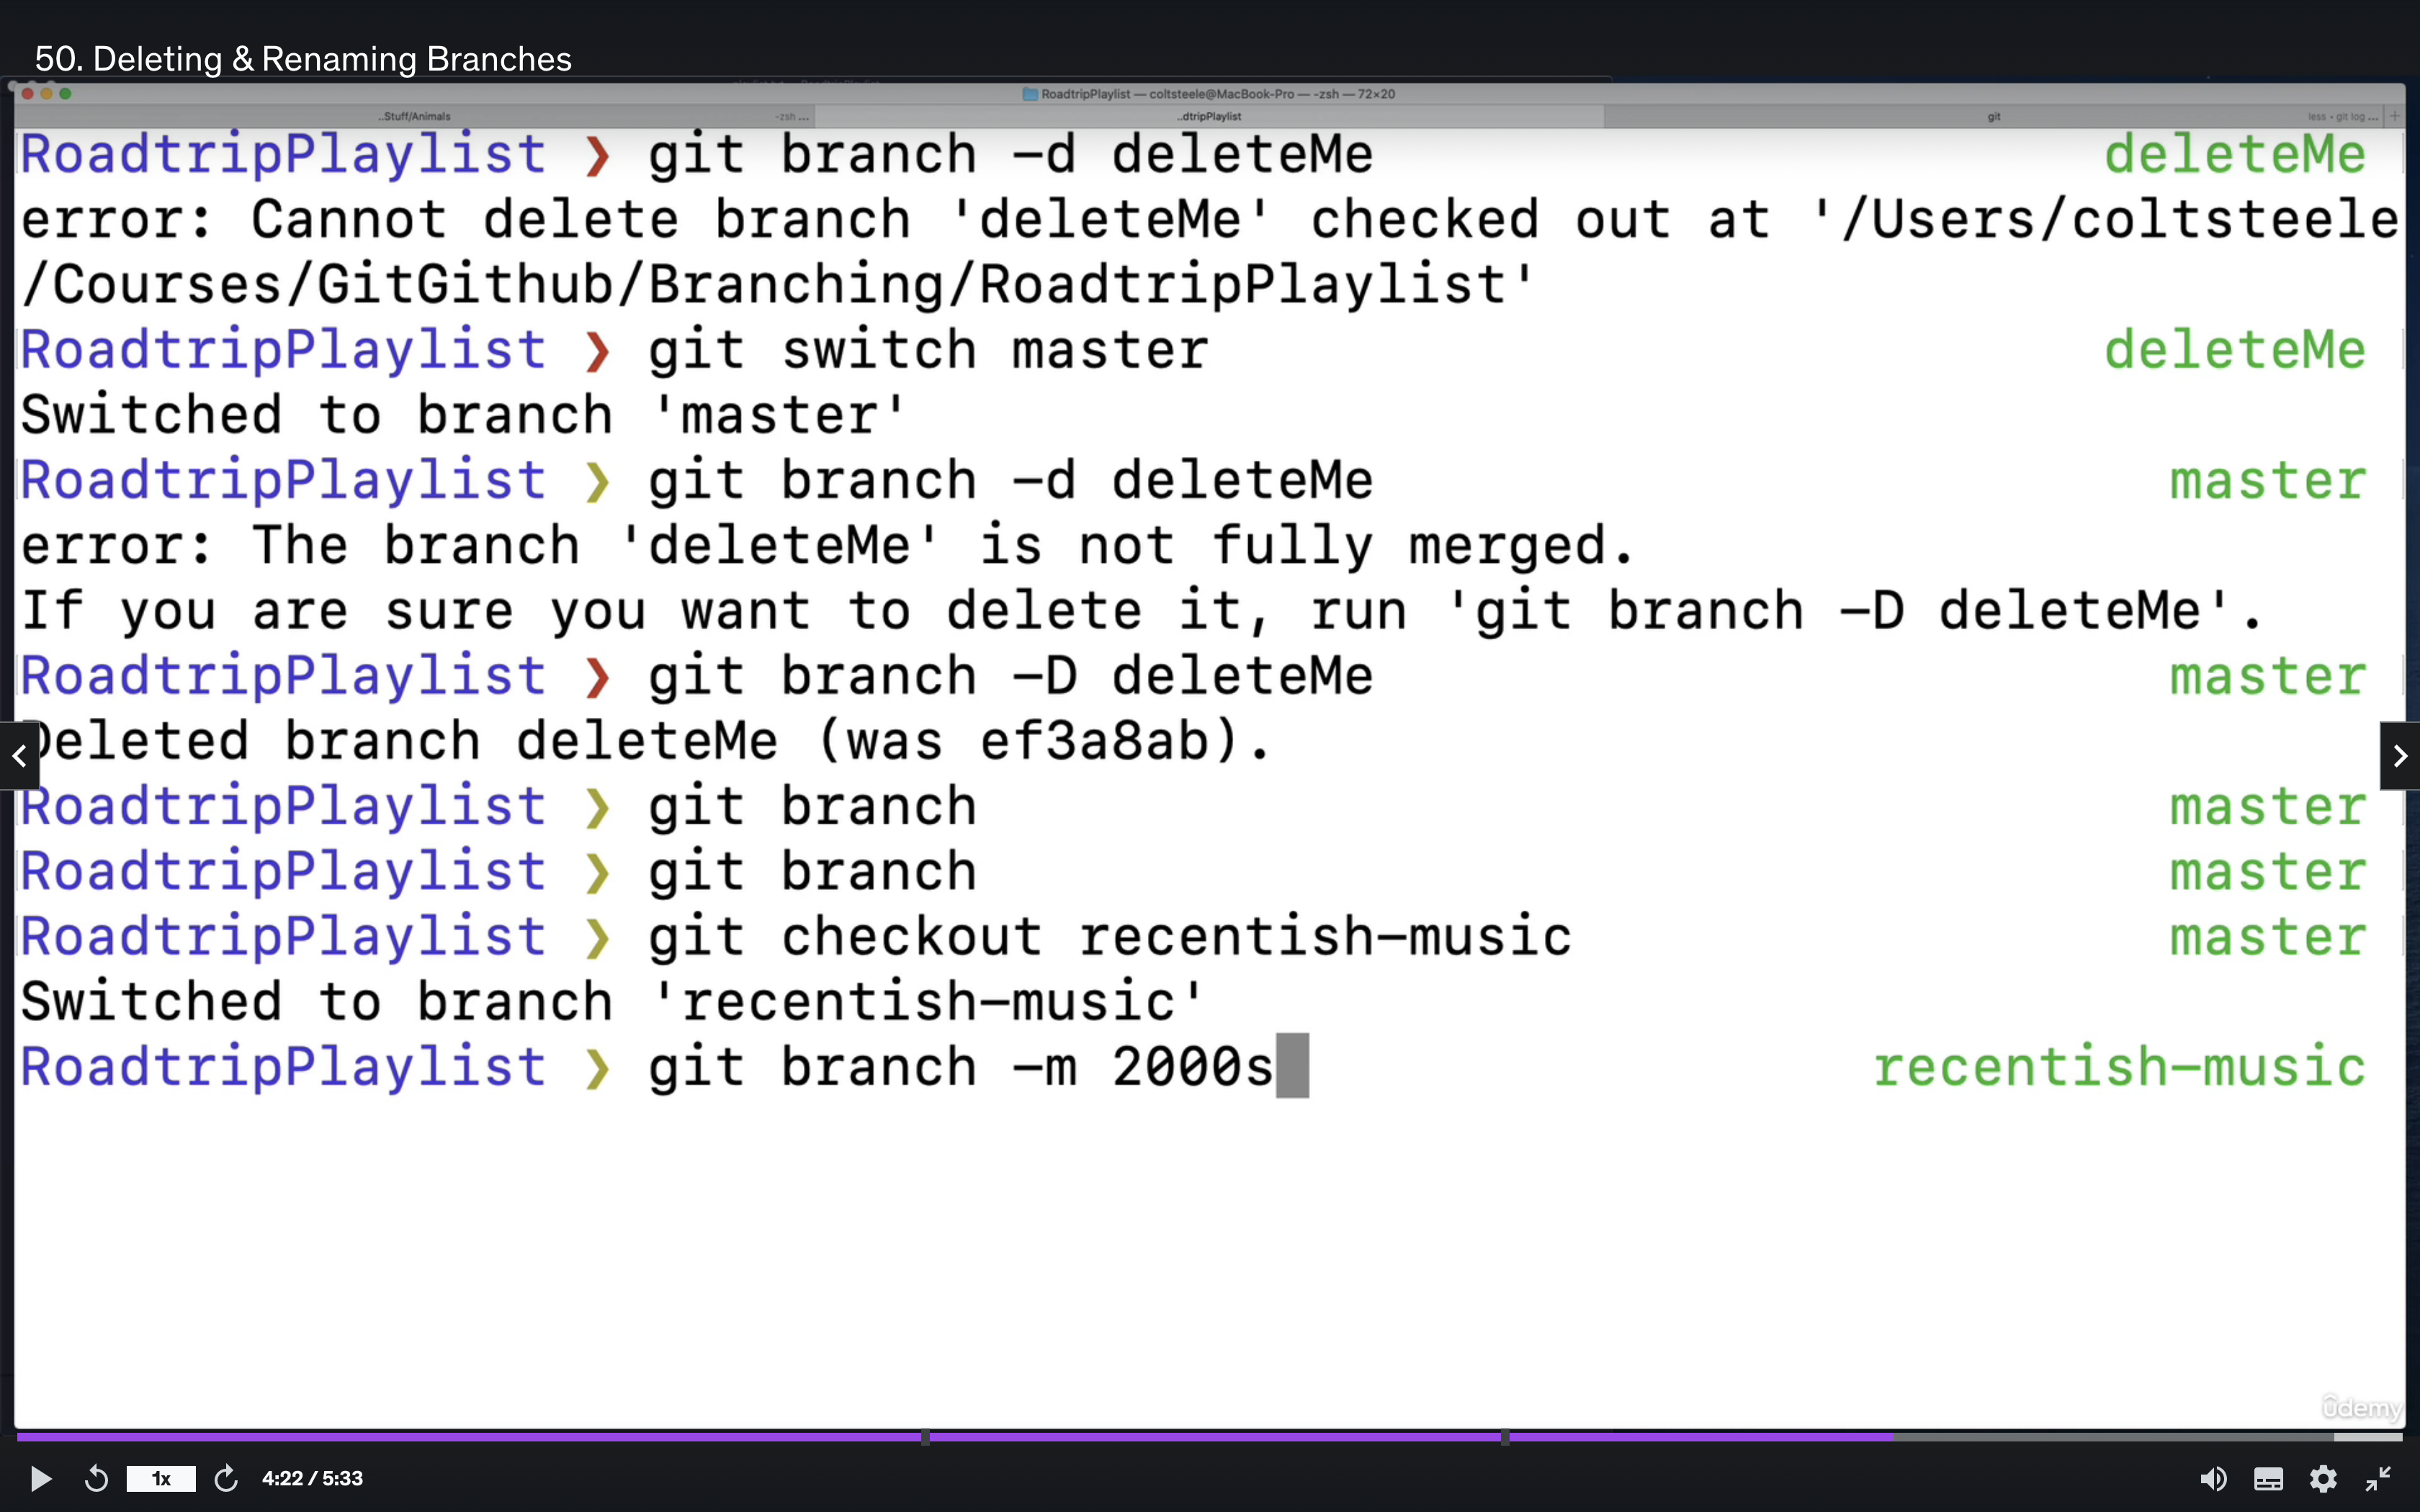 50. Deleting & Renaming Branches
RoadtripPlaylist — coltsteele@MacBook-Pro — -zsh — 72×20
..Stuff/Animals -zsh ... ..dtripPlaylist git less • git log ... +
RoadtripPlaylist ❯ git branch -d deleteMe deleteMe
error: Cannot delete branch 'deleteMe' checked out at '/Users/coltsteele
/Courses/GitGithub/Branching/RoadtripPlaylist'
RoadtripPlaylist ❯ git switch master deleteMe
Switched to branch 'master'
RoadtripPlaylist ❯ git branch -d deleteMe master
error: The branch 'deleteMe' is not fully merged.
If you are sure you want to delete it, run 'git branch -D deleteMe'.
RoadtripPlaylist ❯ git branch -D deleteMe master
Deleted branch deleteMe (was ef3a8ab).
RoadtripPlaylist ❯ git branch master
RoadtripPlaylist ❯ git branch master
RoadtripPlaylist ❯ git checkout recentish-music master
Switched to branch 'recentish-music'
RoadtripPlaylist ❯ git branch -m 2000s recentish-music
ûdemy
1x 4:22 / 5:33